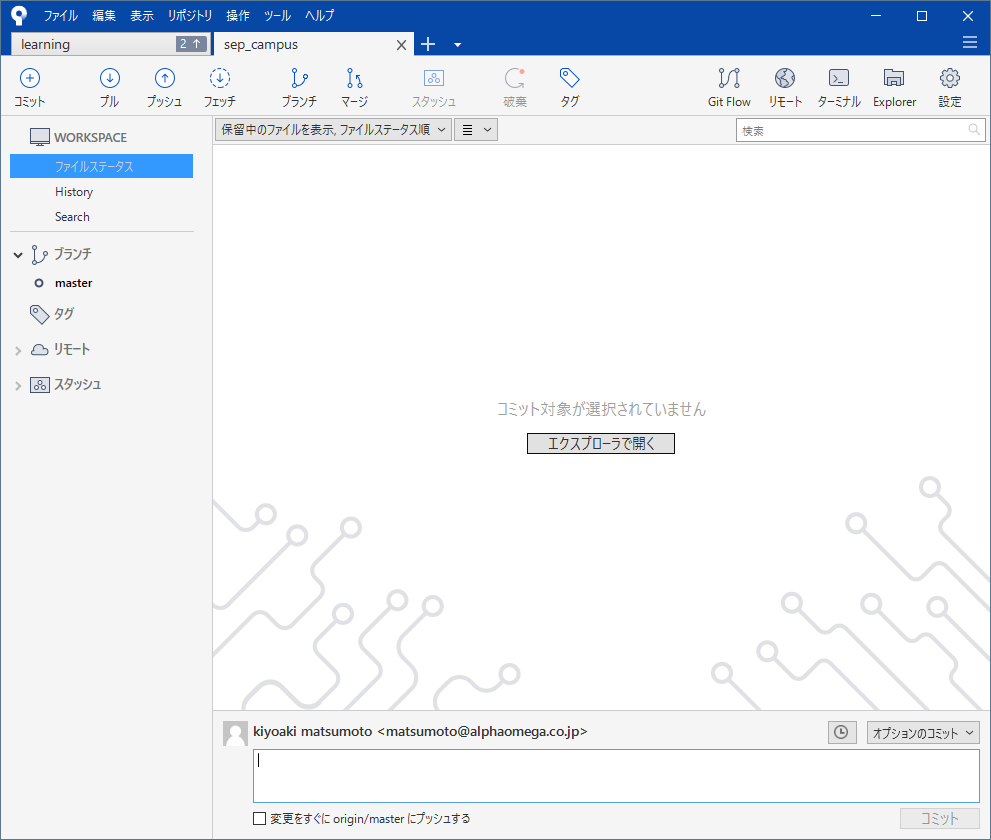 ファイル 編集 表示 リポジトリ 操作 ツール ヘルプ
learning 2 ↑ sep_campus
コミット プル プッシュ フェッチ ブランチ マージ スタッシュ 破棄 タグ Git Flow リモート ターミナル Explorer 設定
WORKSPACE
ファイルステータス
History
Search
ブランチ
master
タグ
リモート
スタッシュ
保留中のファイルを表示, ファイルステータス順
検索
コミット対象が選択されていません
エクスプローラで開く
kiyoaki matsumoto <matsumoto@alphaomega.co.jp>
オプションのコミット
変更をすぐに origin/master にプッシュする
コミット